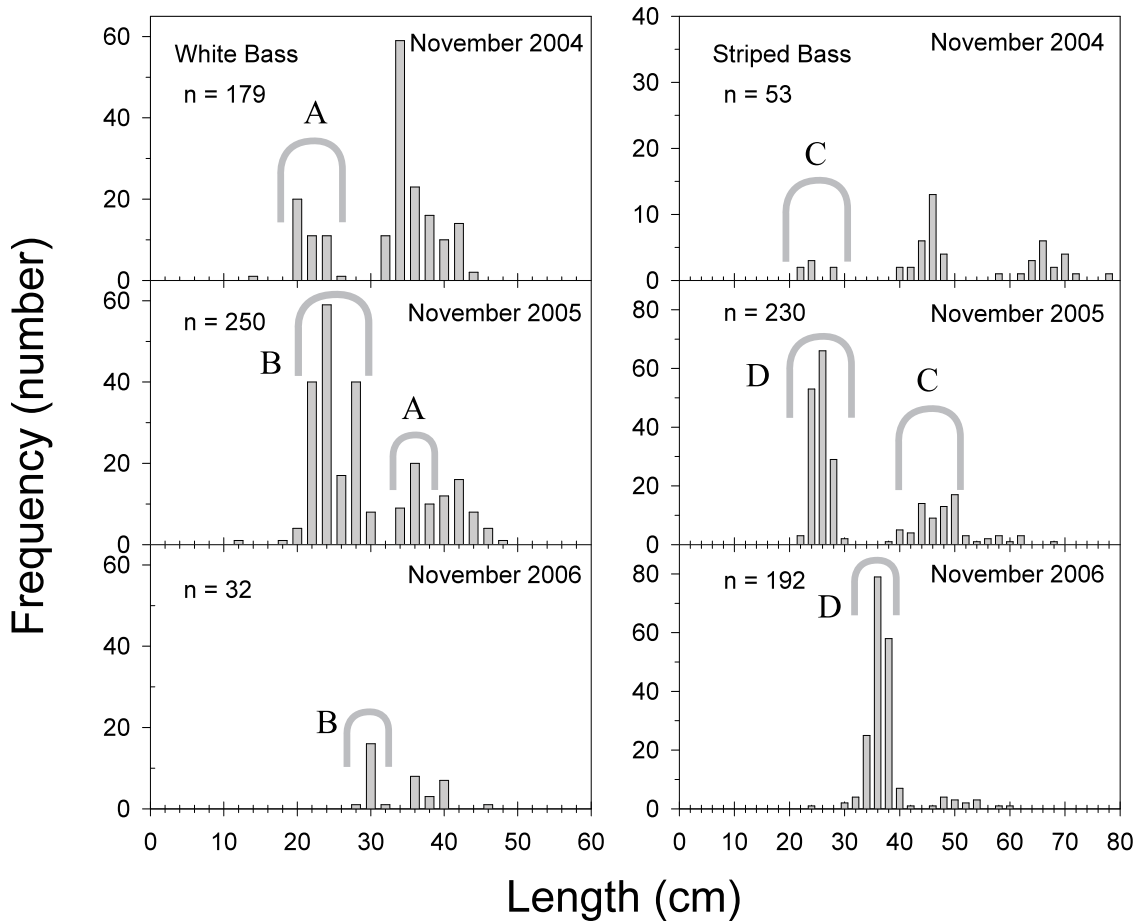 Frequency (number)
White Bass
November 2004
n = 179
A
60
40
20
0
Striped Bass
November 2004
n = 53
C
40
30
20
10
0
November 2005
n = 250
B
A
60
40
20
0
November 2005
n = 230
D
C
80
60
40
20
0
November 2006
n = 32
B
60
40
20
0
0 10 20 30 40 50 60
November 2006
n = 192
D
80
60
40
20
0
0 10 20 30 40 50 60 70 80
Length (cm)